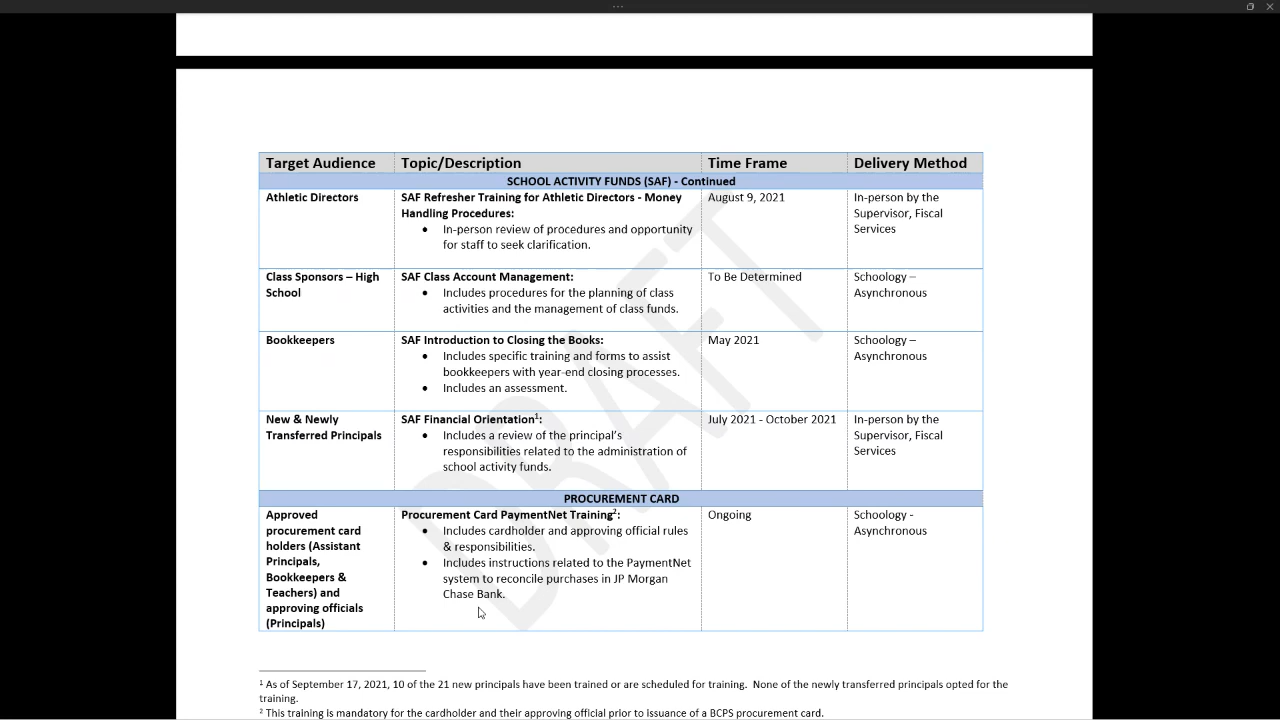 Target Audience Topic/Description Time Frame Delivery Method
SCHOOL ACTIVITY FUNDS (SAF) - Continued
Athletic Directors
SAF Refresher Training for Athletic Directors - Money
Handling Procedures:
• In-person review of procedures and opportunity
for staff to seek clarification.
August 9, 2021
In-person by the
Supervisor, Fiscal
Services
Class Sponsors – High
School
SAF Class Account Management:
• Includes procedures for the planning of class
activities and the management of class funds.
To Be Determined
Schoology –
Asynchronous
Bookkeepers
SAF Introduction to Closing the Books:
• Includes specific training and forms to assist
bookkeepers with year-end closing processes.
• Includes an assessment.
May 2021
Schoology –
Asynchronous
New & Newly
Transferred Principals
SAF Financial Orientation¹:
• Includes a review of the principal's
responsibilities related to the administration of
school activity funds.
July 2021 - October 2021
In-person by the
Supervisor, Fiscal
Services
PROCUREMENT CARD
Approved
procurement card
holders (Assistant
Principals,
Bookkeepers &
Teachers) and
approving officials
(Principals)
Procurement Card PaymentNet Training²:
• Includes cardholder and approving official rules
& responsibilities.
• Includes instructions related to the PaymentNet
system to reconcile purchases in JP Morgan
Chase Bank.
Ongoing
Schoology -
Asynchronous
DRAFT
¹ As of September 17, 2021, 10 of the 21 new principals have been trained or are scheduled for training. None of the newly transferred principals opted for the
training.
² This training is mandatory for the cardholder and their approving official prior to issuance of a BCPS procurement card.